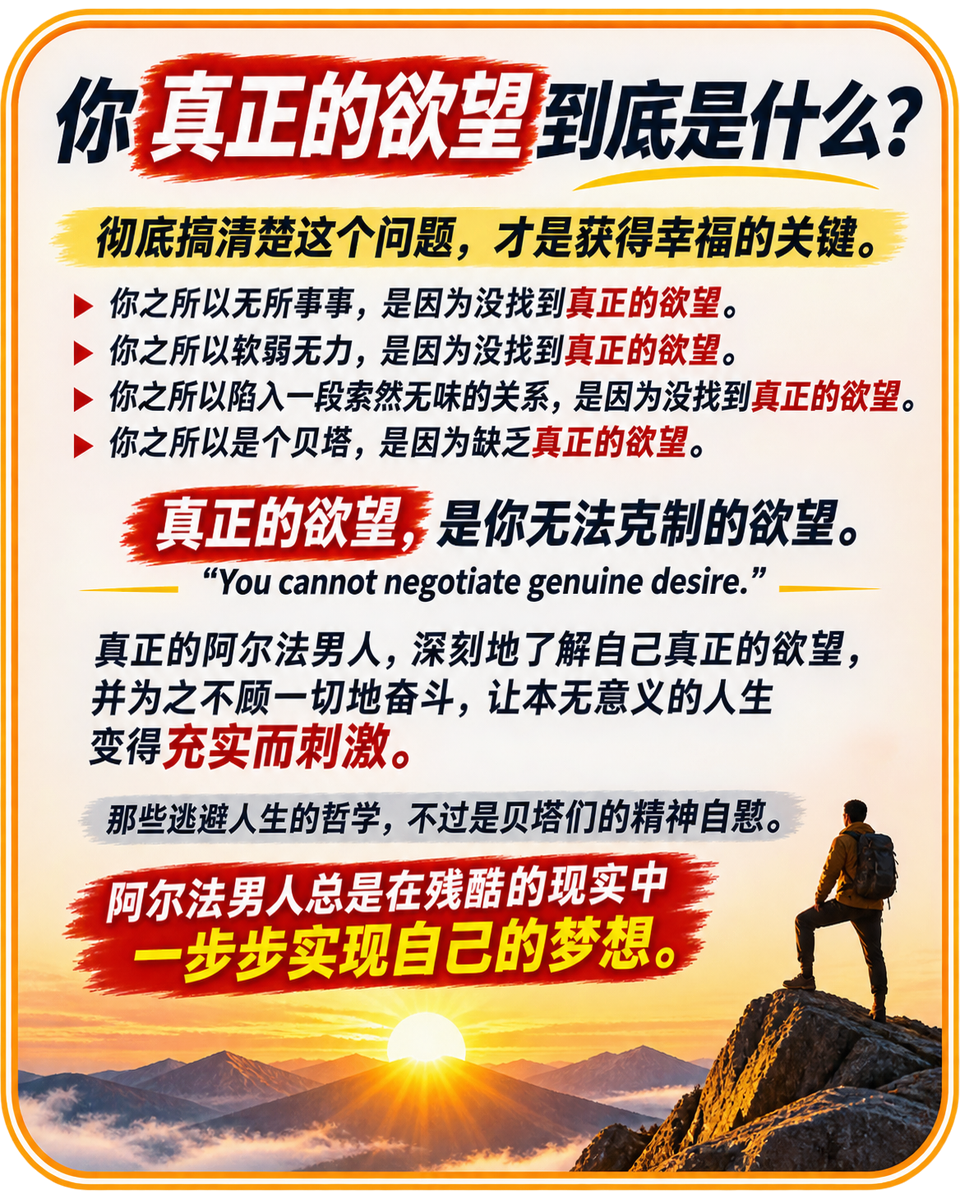 你真正的欲望到底是什么？
彻底搞清楚这个问题，才是获得幸福的关键。
你之所以无所事事，是因为没找到真正的欲望。
你之所以软弱无力，是因为没找到真正的欲望。
你之所以陷入一段索然无味的关系，是因为没找到真正的欲望。
你之所以是个贝塔，是因为缺乏真正的欲望。
真正的欲望，是你无法克制的欲望。
“You cannot negotiate genuine desire.”
真正的阿尔法男人，深刻地了解自己真正的欲望，
并为之不顾一切地奋斗，让本无意义的人生
变得充实而刺激。
那些逃避人生的哲学，不过是贝塔们的精神自慰。
阿尔法男人总是在残酷的现实中
一步步实现自己的梦想。